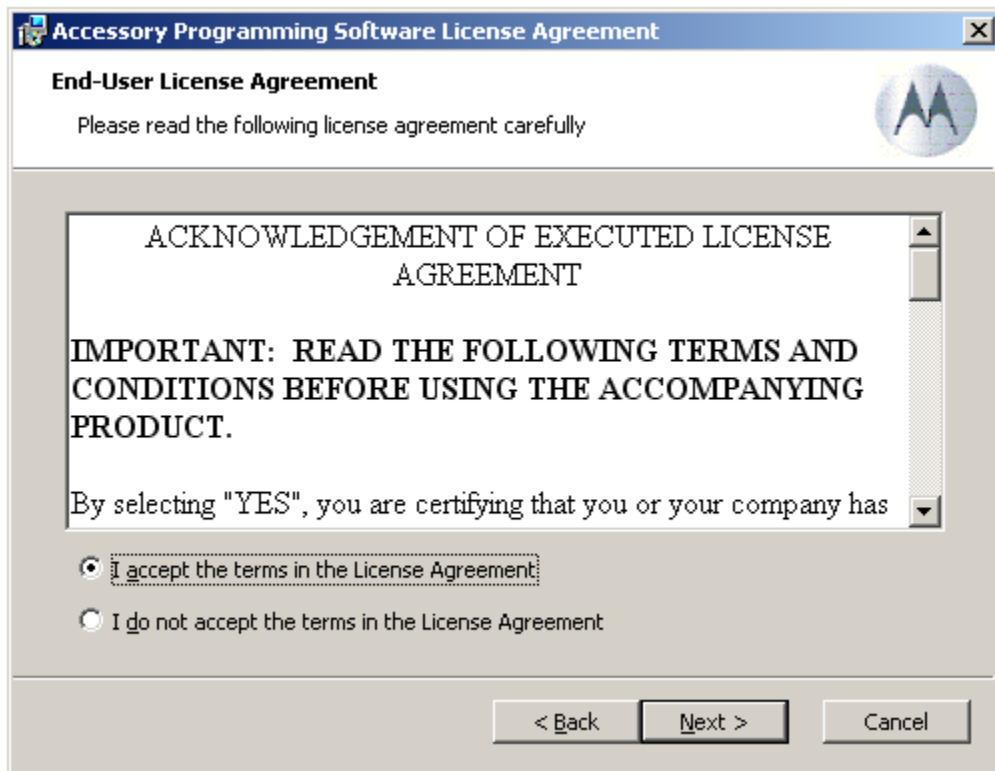 Accessory Programming Software License Agreement
End-User License Agreement
Please read the following license agreement carefully
ACKNOWLEDGEMENT OF EXECUTED LICENSE
AGREEMENT
IMPORTANT:  READ THE FOLLOWING TERMS AND
CONDITIONS BEFORE USING THE ACCOMPANYING
PRODUCT.
By selecting "YES", you are certifying that you or your company has
I accept the terms in the License Agreement
I do not accept the terms in the License Agreement
< Back
Next >
Cancel